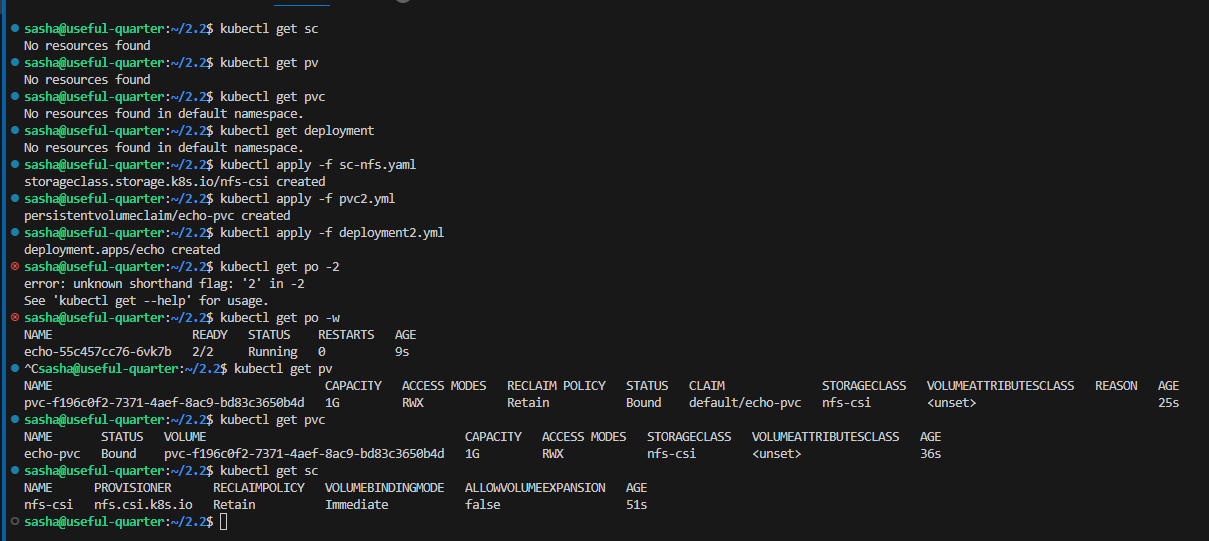 sasha@useful-quarter:~/2.2$ kubectl get sc
No resources found
sasha@useful-quarter:~/2.2$ kubectl get pv
No resources found
sasha@useful-quarter:~/2.2$ kubectl get pvc
No resources found in default namespace.
sasha@useful-quarter:~/2.2$ kubectl get deployment
No resources found in default namespace.
sasha@useful-quarter:~/2.2$ kubectl apply -f sc-nfs.yaml
storageclass.storage.k8s.io/nfs-csi created
sasha@useful-quarter:~/2.2$ kubectl apply -f pvc2.yml
persistentvolumeclaim/echo-pvc created
sasha@useful-quarter:~/2.2$ kubectl apply -f deployment2.yml
deployment.apps/echo created
sasha@useful-quarter:~/2.2$ kubectl get po -2
error: unknown shorthand flag: '2' in -2
See 'kubectl get --help' for usage.
sasha@useful-quarter:~/2.2$ kubectl get po -w
NAME READY STATUS RESTARTS AGE
echo-55c457cc76-6vk7b 2/2 Running 0 9s
^Csasha@useful-quarter:~/2.2$ kubectl get pv
NAME CAPACITY ACCESS MODES RECLAIM POLICY STATUS CLAIM STORAGECLASS VOLUMEATTRIBUTESCLASS REASON AGE
pvc-f196c0f2-7371-4aef-8ac9-bd83c3650b4d 1G RWX Retain Bound default/echo-pvc nfs-csi <unset> 25s
sasha@useful-quarter:~/2.2$ kubectl get pvc
NAME STATUS VOLUME CAPACITY ACCESS MODES STORAGECLASS VOLUMEATTRIBUTESCLASS AGE
echo-pvc Bound pvc-f196c0f2-7371-4aef-8ac9-bd83c3650b4d 1G RWX nfs-csi <unset> 36s
sasha@useful-quarter:~/2.2$ kubectl get sc
NAME PROVISIONER RECLAIMPOLICY VOLUMEBINDINGMODE ALLOWVOLUMEEXPANSION AGE
nfs-csi nfs.csi.k8s.io Retain Immediate false 51s
sasha@useful-quarter:~/2.2$